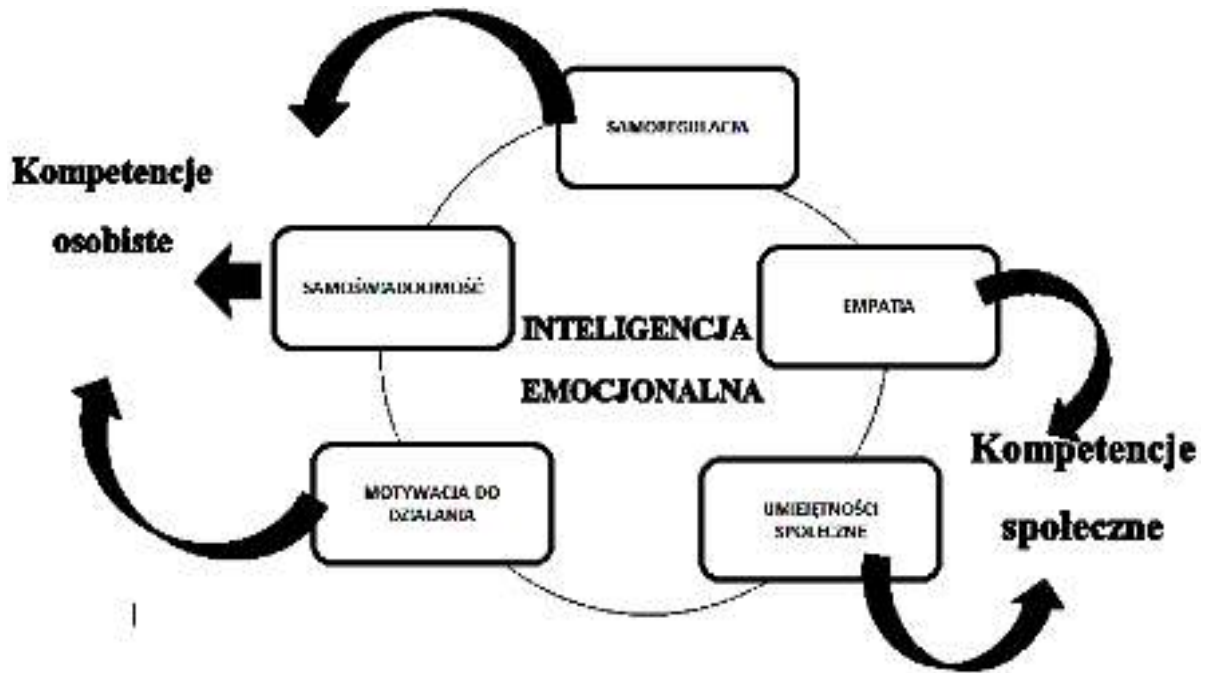 SAMOREGULACJA
Kompetencje
osobiste
SAMOŚWIADOMOŚĆ
EMPATIA
INTELIGENCJA
EMOCJONALNA
MOTYWACJA DO
DZIAŁANIA
UMIEJĘTNOŚCI
SPOŁECZNE
Kompetencje
społeczne